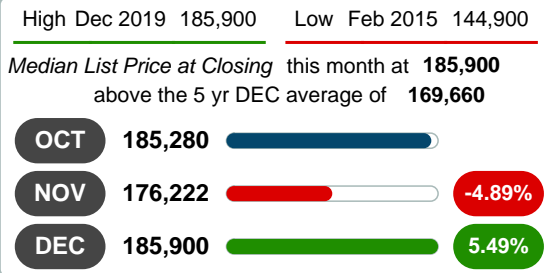 High Dec 2019 185,900 Low Feb 2015 144,900
Median List Price at Closing this month at 185,900
above the 5 yr DEC average of 169,660
OCT 185,280
NOV 176,222 -4.89%
DEC 185,900 5.49%